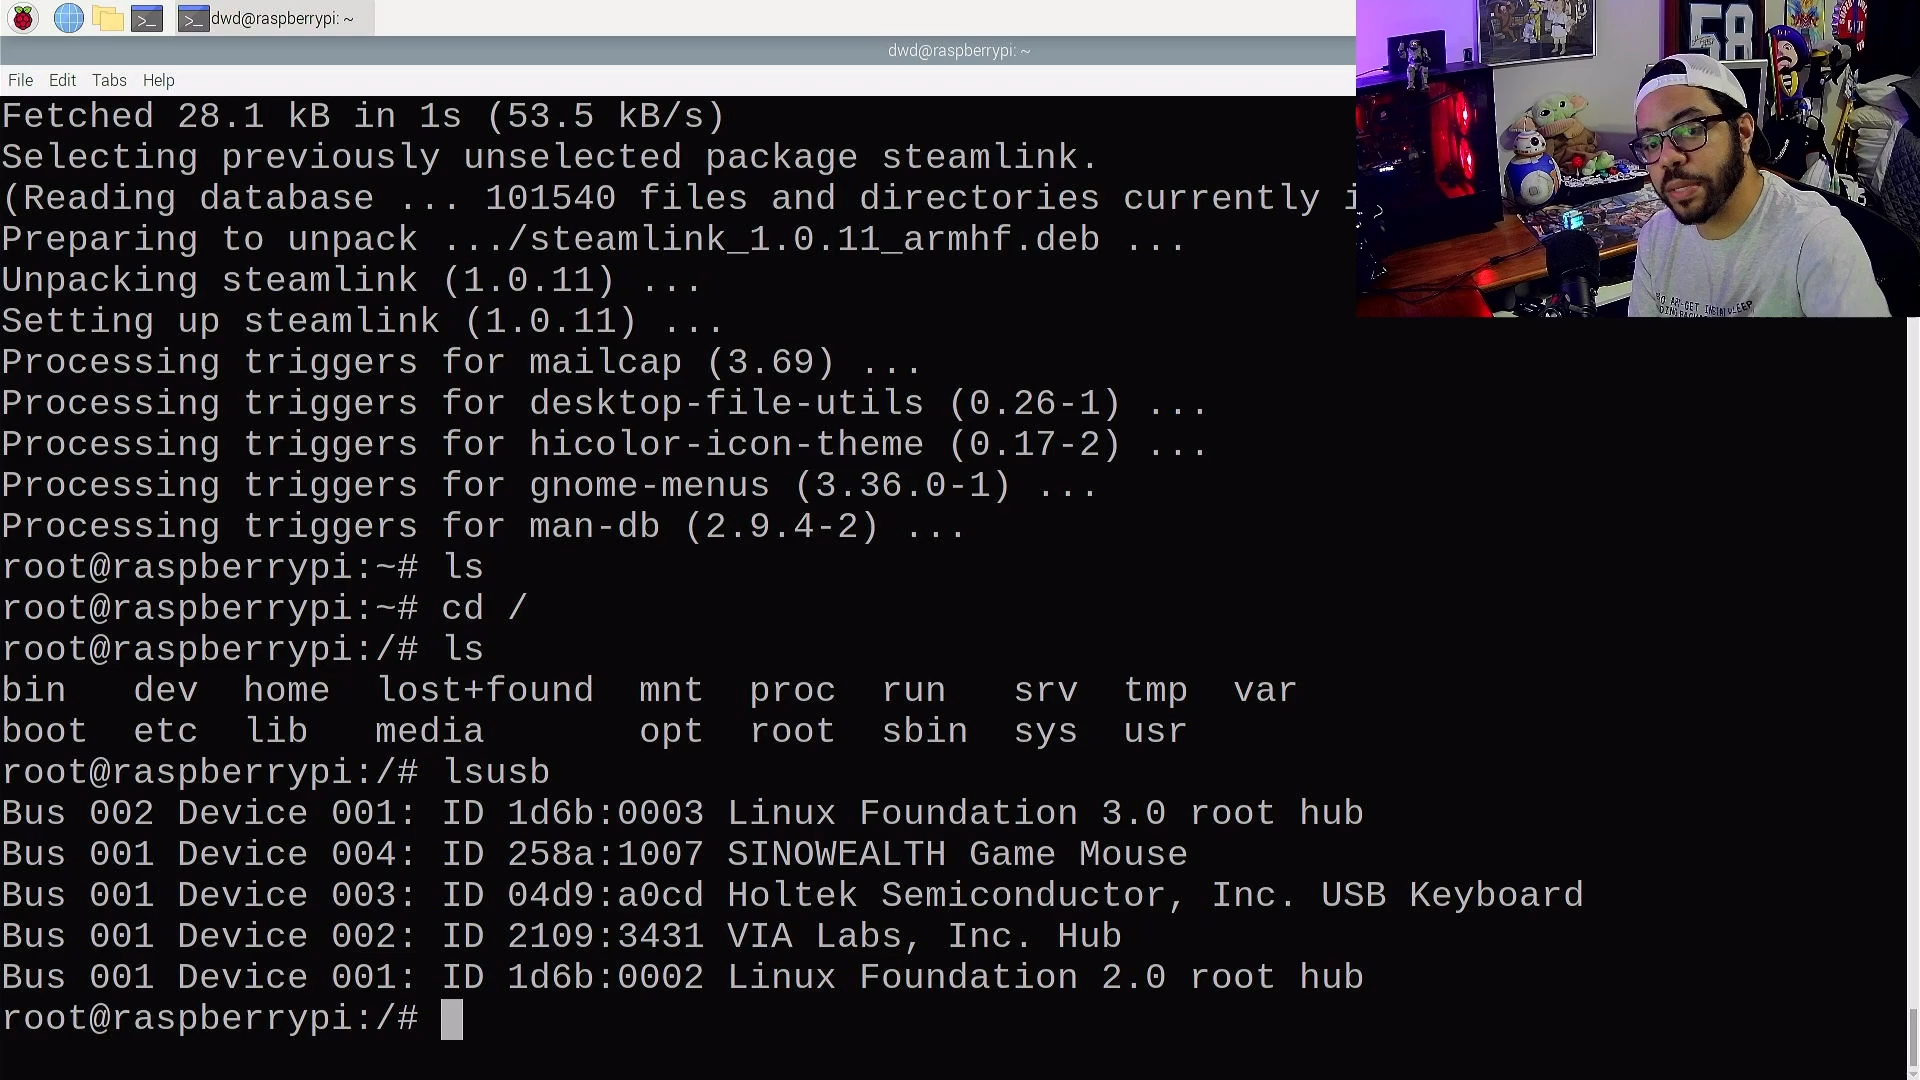 dwd@raspberrypi: ~
dwd@raspberrypi: ~
File Edit Tabs Help
58
Fetched 28.1 kB in 1s (53.5 kB/s)
Selecting previously unselected package steamlink.
(Reading database ... 101540 files and directories currently i
Preparing to unpack .../steamlink_1.0.11_armhf.deb ...
Unpacking steamlink (1.0.11) ...
Setting up steamlink (1.0.11) ...
Processing triggers for mailcap (3.69) ...
Processing triggers for desktop-file-utils (0.26-1) ...
Processing triggers for hicolor-icon-theme (0.17-2) ...
Processing triggers for gnome-menus (3.36.0-1) ...
Processing triggers for man-db (2.9.4-2) ...
root@raspberrypi:~# ls
root@raspberrypi:~# cd /
root@raspberrypi:/# ls
bin dev home lost+found mnt proc run srv tmp var
boot etc lib media opt root sbin sys usr
root@raspberrypi:/# lsusb
Bus 002 Device 001: ID 1d6b:0003 Linux Foundation 3.0 root hub
Bus 001 Device 004: ID 258a:1007 SINOWEALTH Game Mouse
Bus 001 Device 003: ID 04d9:a0cd Holtek Semiconductor, Inc. USB Keyboard
Bus 001 Device 002: ID 2109:3431 VIA Labs, Inc. Hub
Bus 001 Device 001: ID 1d6b:0002 Linux Foundation 2.0 root hub
root@raspberrypi:/#